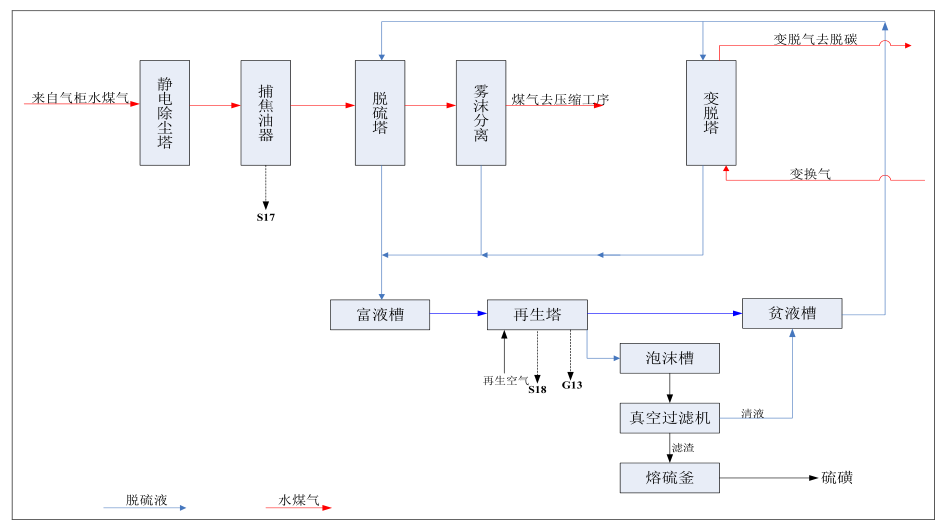 变脱气去脱碳
来自气柜水煤气
静电除尘塔
捕焦油器
脱硫塔
雾沫分离
煤气去压缩工序
变脱塔
变换气
S17
富液槽
再生塔
贫液槽
再生空气
S18
G13
泡沫槽
真空过滤机
清液
滤渣
熔硫釜
硫磺
脱硫液
水煤气